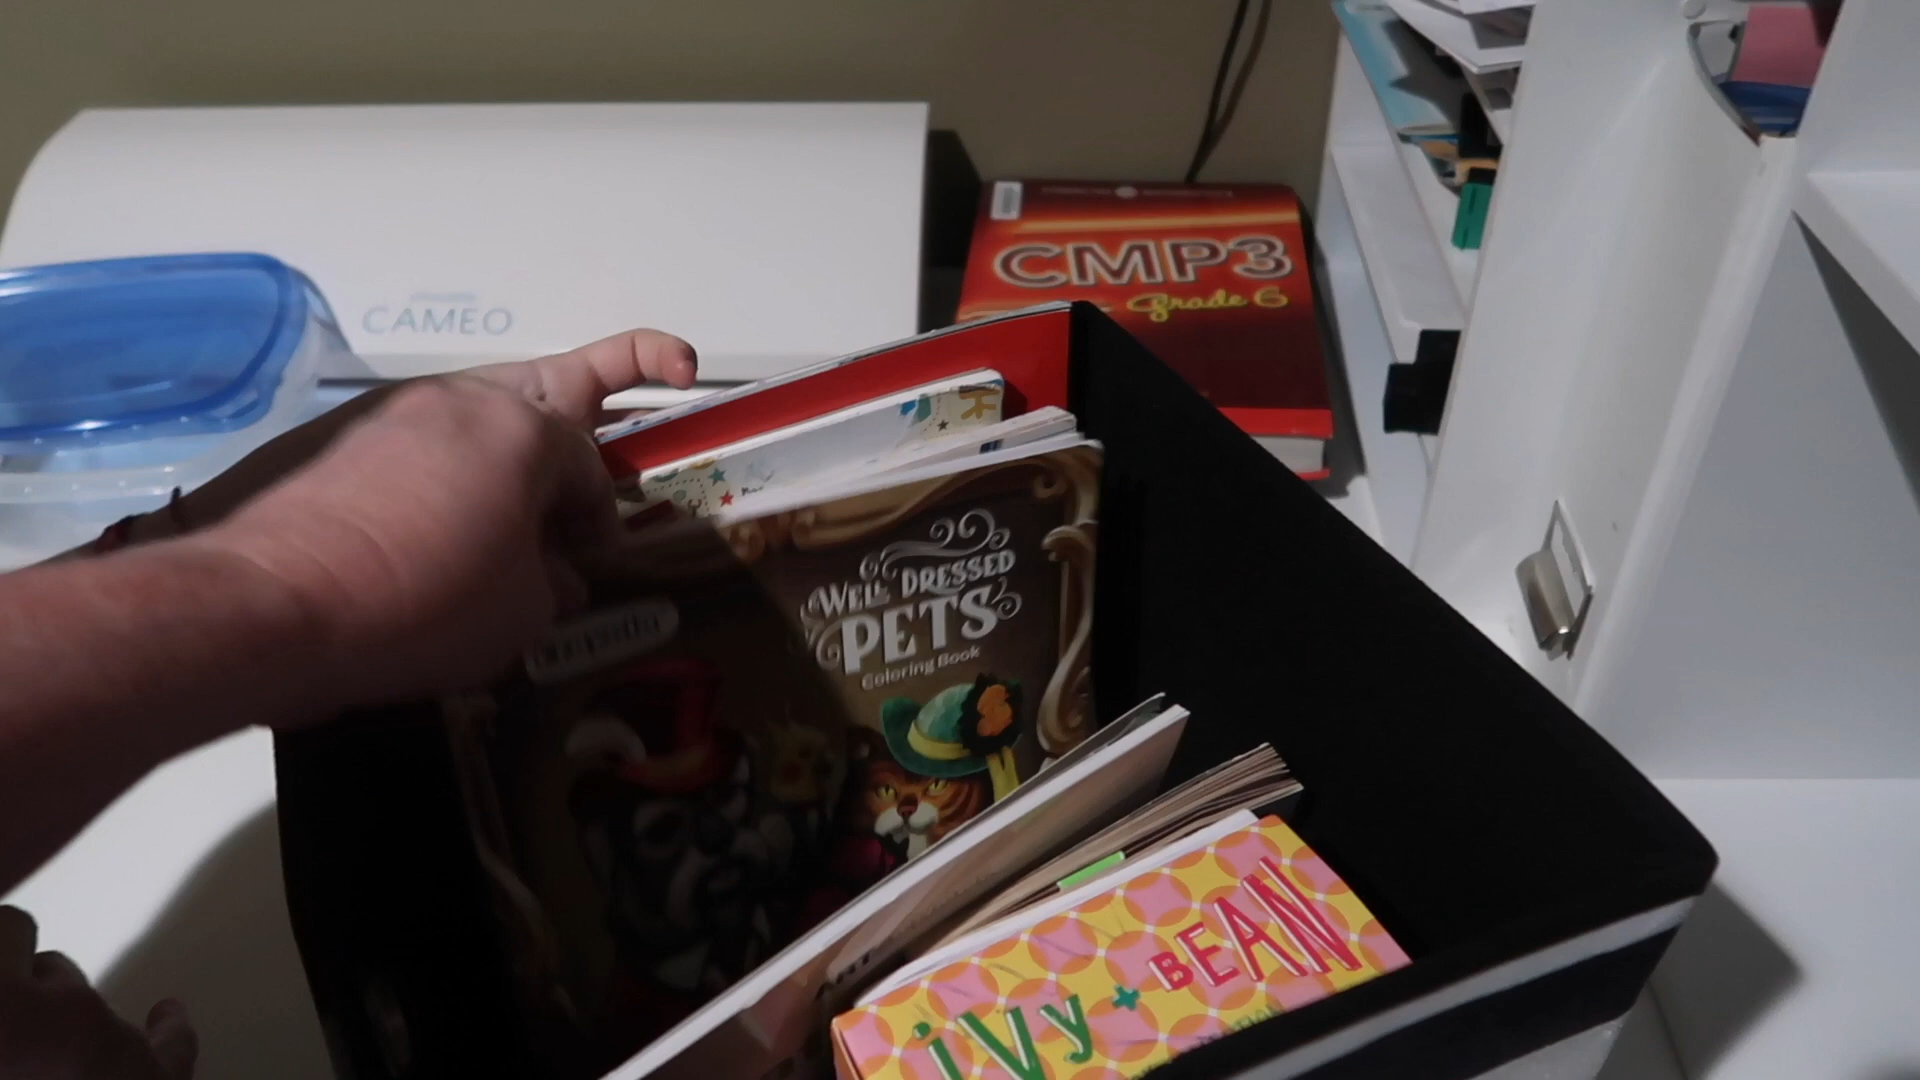 CAMEO
CMP3
Grade 6
WELL DRESSED
PETS
Coloring Book
ivy + BEAN